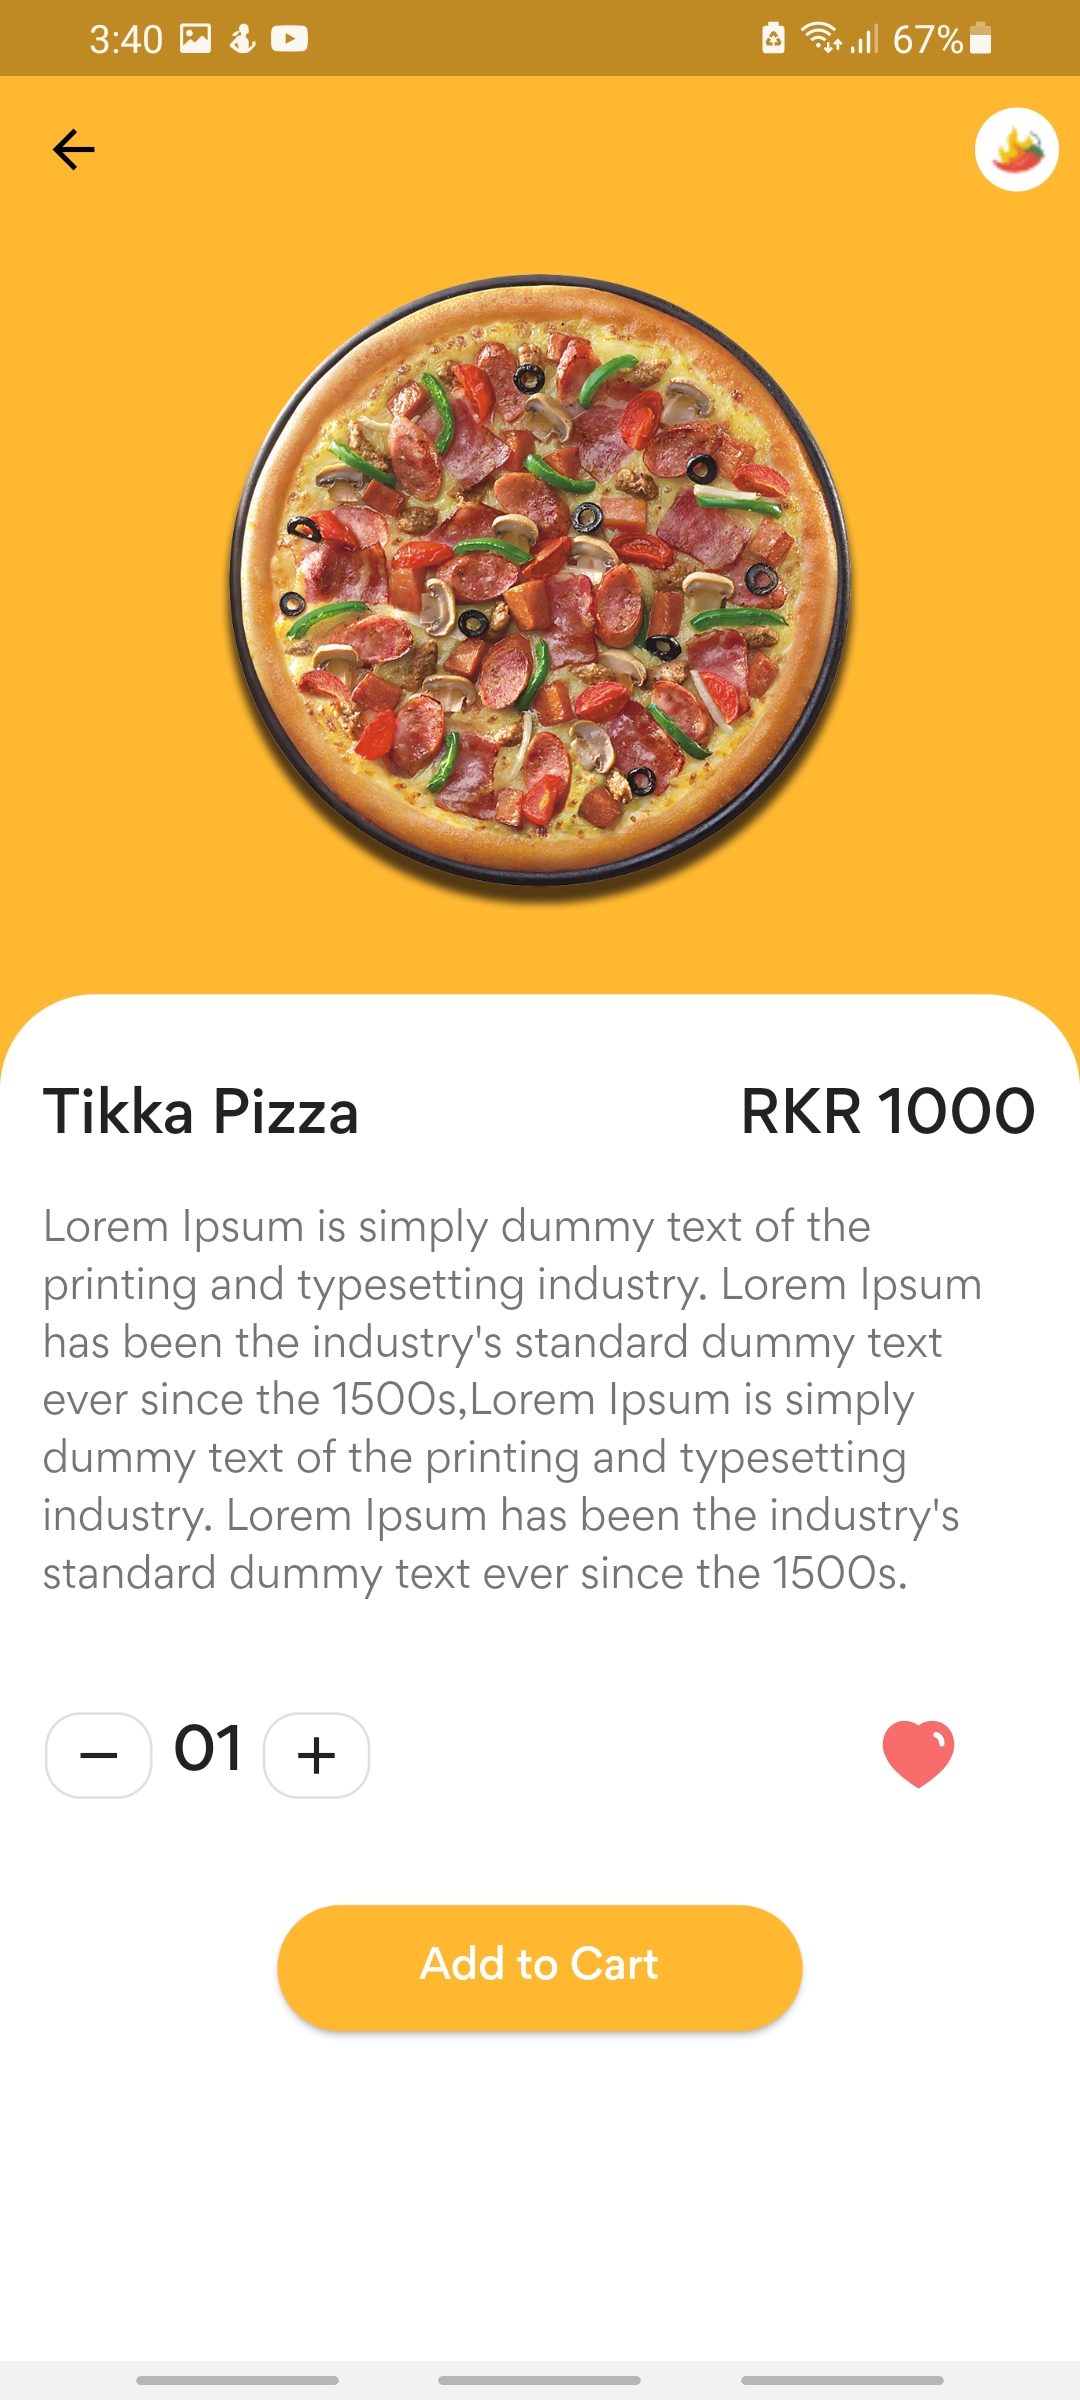 3:40 67%
Tikka Pizza RKR 1000
Lorem Ipsum is simply dummy text of the
printing and typesetting industry. Lorem Ipsum
has been the industry's standard dummy text
ever since the 1500s,Lorem Ipsum is simply
dummy text of the printing and typesetting
industry. Lorem Ipsum has been the industry's
standard dummy text ever since the 1500s.
01
Add to Cart